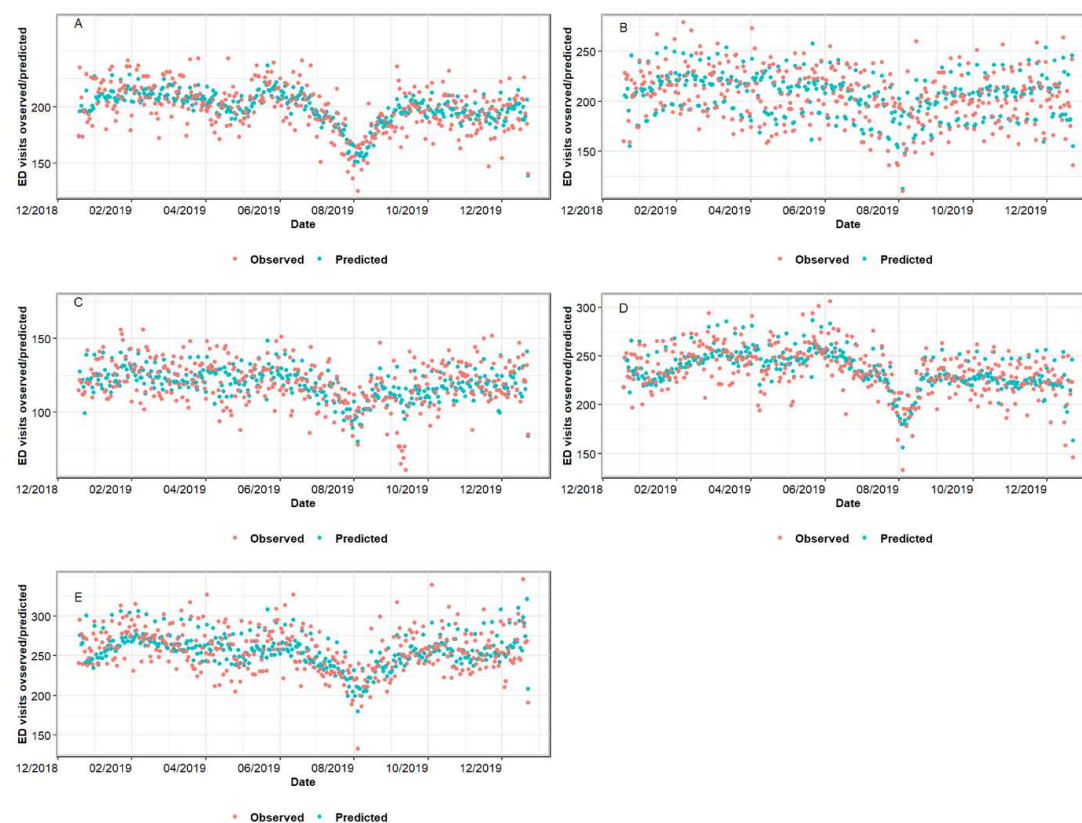 A
ED visits ovserved/predicted
200
150
12/2018 02/2019 04/2019 06/2019 08/2019 10/2019 12/2019
Date
Observed Predicted
B
ED visits ovserved/predicted
250
200
150
12/2018 02/2019 04/2019 06/2019 08/2019 10/2019 12/2019
Date
Observed Predicted
C
ED visits ovserved/predicted
150
100
12/2018 02/2019 04/2019 06/2019 08/2019 10/2019 12/2019
Date
Observed Predicted
D
ED visits ovserved/predicted
300
250
200
150
12/2018 02/2019 04/2019 06/2019 08/2019 10/2019 12/2019
Date
Observed Predicted
E
ED visits ovserved/predicted
300
250
200
150
12/2018 02/2019 04/2019 06/2019 08/2019 10/2019 12/2019
Date
Observed Predicted